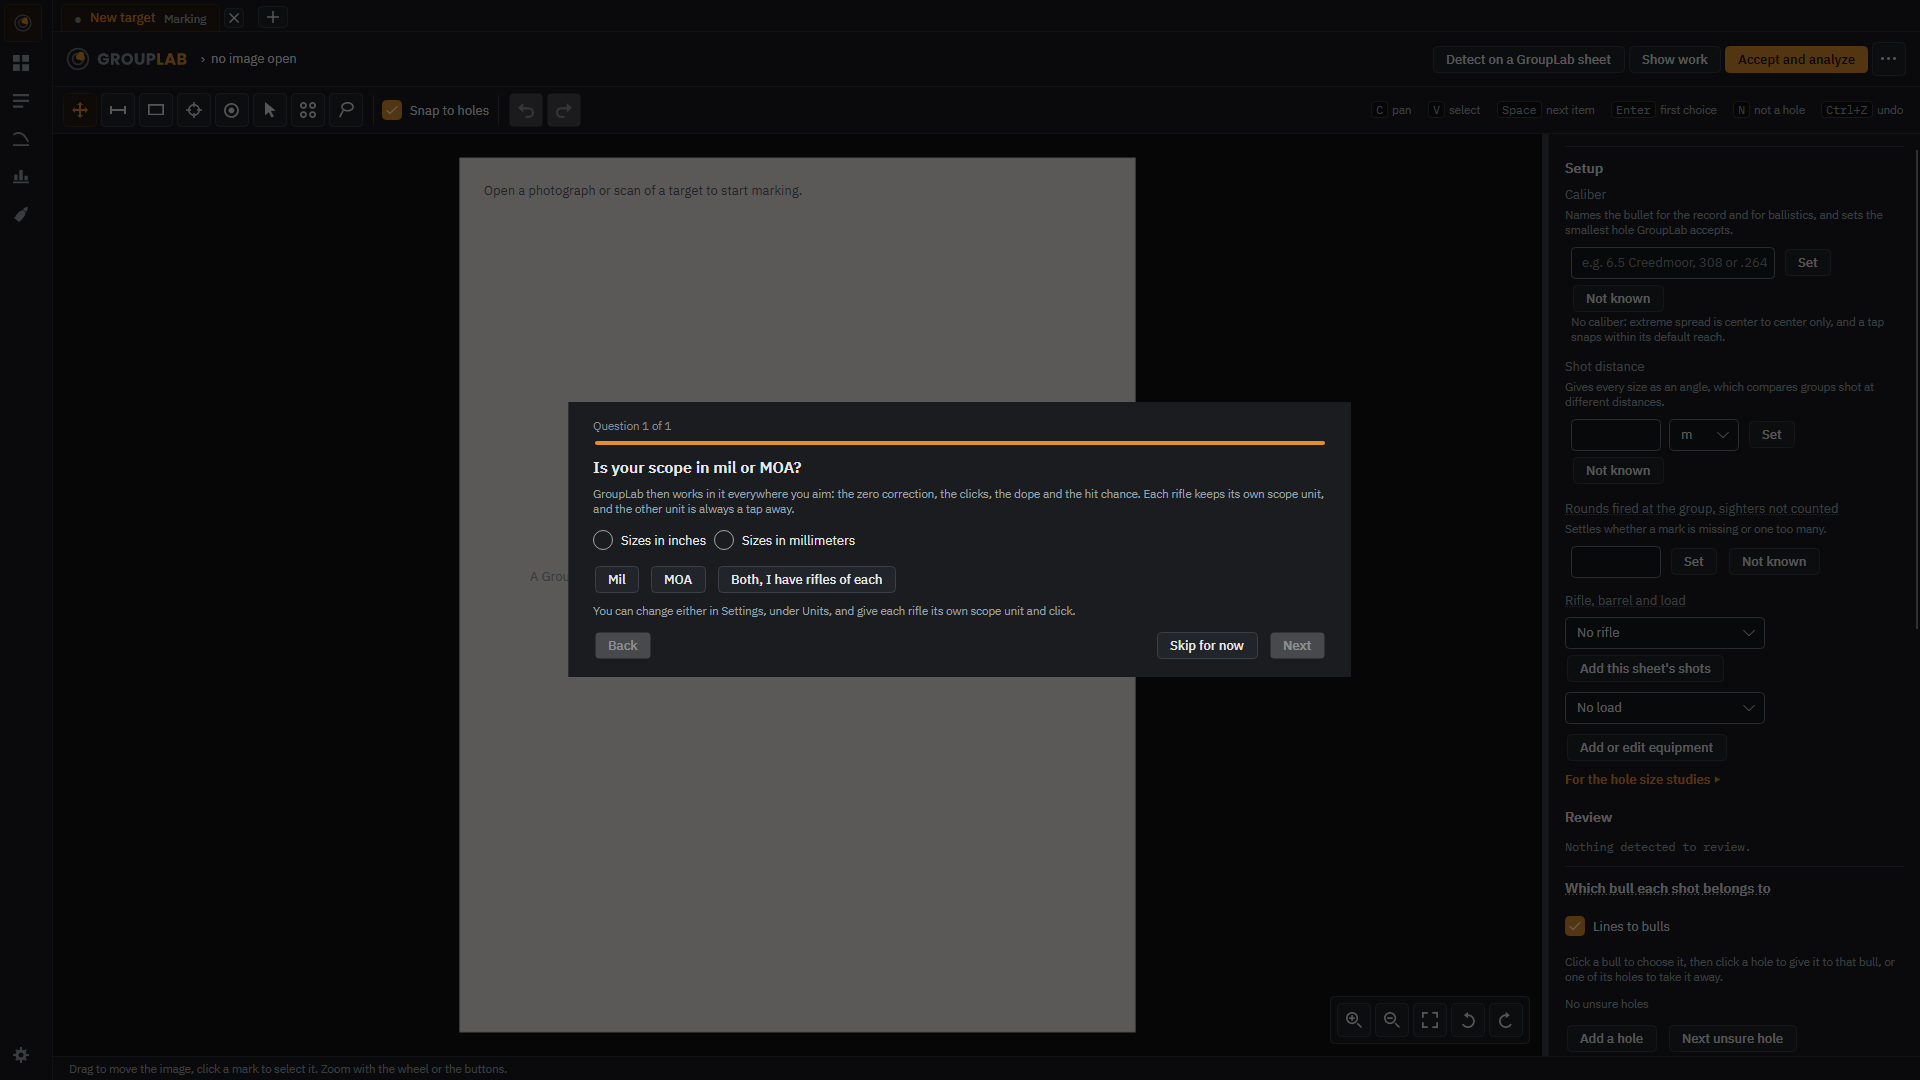 New target Marking
GROUPLAB › no image open
Detect on a GroupLab sheet
Show work
Accept and analyze
Snap to holes
C pan V select Space next item Enter first choice N not a hole Ctrl+Z undo
Open a photograph or scan of a target to start marking.
A Grou
Question 1 of 1
Is your scope in mil or MOA?
GroupLab then works in it everywhere you aim: the zero correction, the clicks, the dope and the hit chance. Each rifle keeps its own scope unit,
and the other unit is always a tap away.
Sizes in inches Sizes in millimeters
Mil MOA Both, I have rifles of each
You can change either in Settings, under Units, and give each rifle its own scope unit and click.
Back Skip for now Next
Setup
Caliber
Names the bullet for the record and for ballistics, and sets the
smallest hole GroupLab accepts.
e.g. 6.5 Creedmoor, 308 or .264 Set
Not known
No caliber: extreme spread is center to center only, and a tap
snaps within its default reach.
Shot distance
Gives every size as an angle, which compares groups shot at
different distances.
m Set
Not known
Rounds fired at the group, sighters not counted
Settles whether a mark is missing or one too many.
Set Not known
Rifle, barrel and load
No rifle
Add this sheet's shots
No load
Add or edit equipment
For the hole size studies ▸
Review
Nothing detected to review.
Which bull each shot belongs to
Lines to bulls
Click a bull to choose it, then click a hole to give it to that bull, or
one of its holes to take it away.
No unsure holes
Add a hole Next unsure hole
Drag to move the image, click a mark to select it. Zoom with the wheel or the buttons.